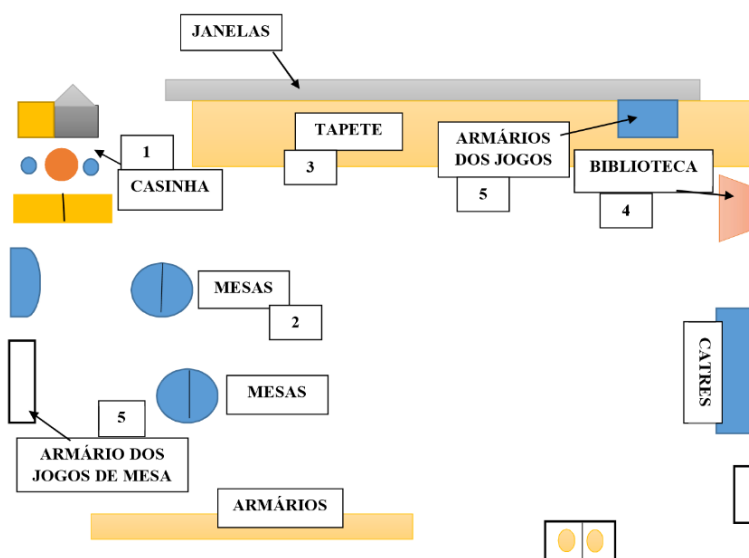 JANELAS
TAPETE
3
1
CASINHA
ARMÁRIOS
DOS JOGOS
5
BIBLIOTECA
4
MESAS
2
MESAS
CATRES
5
ARMÁRIO DOS
JOGOS DE MESA
ARMÁRIOS